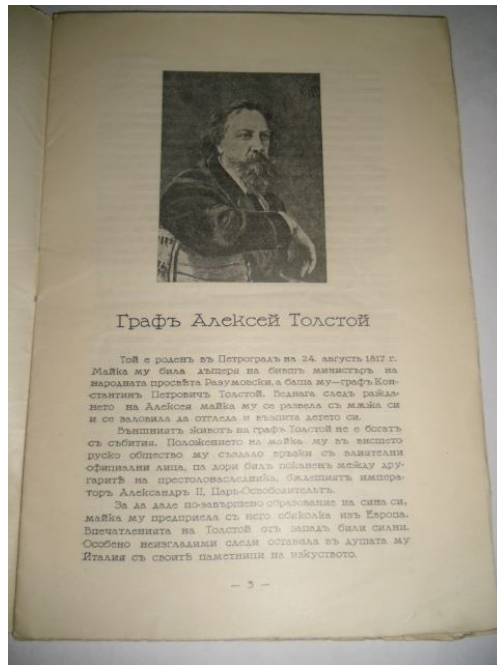 Графъ Алексей Толстой
Той е роденъ въ Петроградъ на 24. августъ 1817 г.
Майка му била дъщеря на бившъ министъръ на
народната просвѣта Разумовски, а баща му—графъ Кон-
стантинъ Петровичъ Толстой. Веднага следъ ражда-
нето на Алексея майка му се развела съ мѫжа си
и се заловила да отгледа и възпита детето си.
Външниятъ животъ на графъ Толстой не е богатъ
съ събития. Положението на майка му въ висшето
руско общество му създало връзки съ влиятелни
официални лица, па дори билъ поканенъ между дру-
гаритѣ на престолонаследника, бѫдещиятъ импера-
торъ Александръ II, Царь-Освободительтъ.
За да даде по-завършено образование на сина си,
майка му предприела съ него обиколка изъ Европа.
Впечатленията на Толстой отъ западъ били силни.
Особено неизгладими следи оставила въ душата му
Италия съ своитѣ паметници на изкуството.
— 3 —